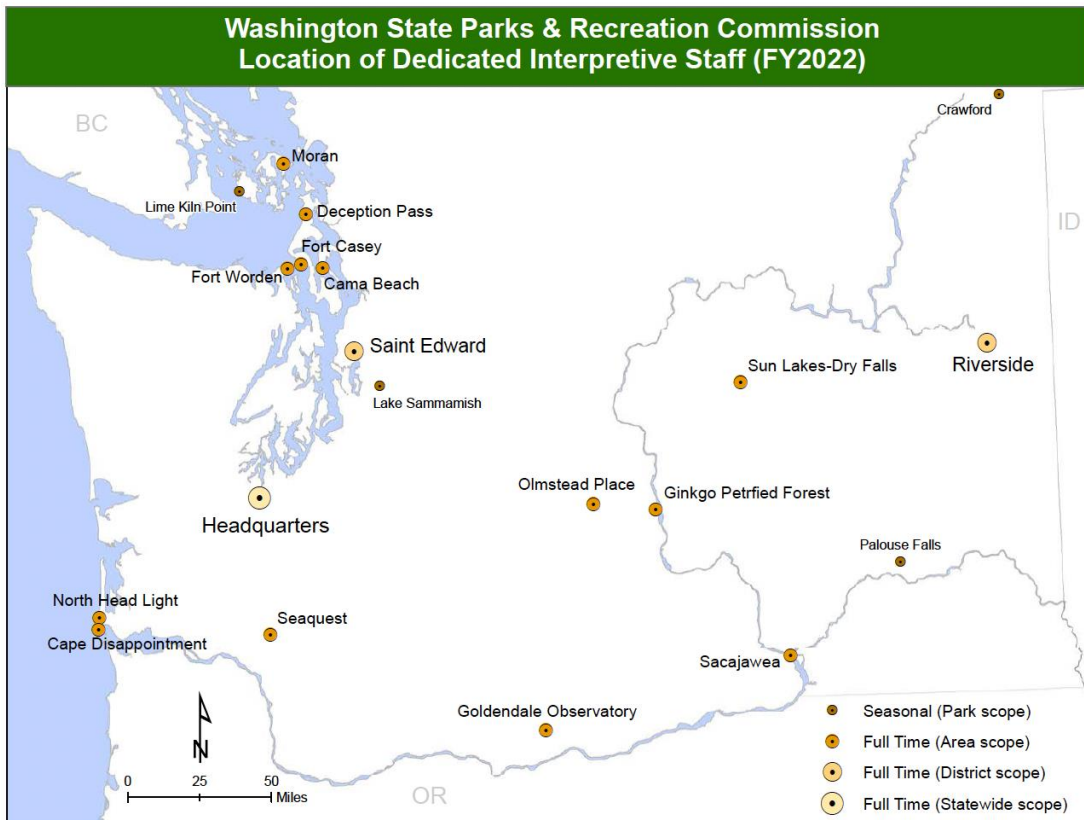 Washington State Parks & Recreation Commission
Location of Dedicated Interpretive Staff (FY2022)
BC
Crawford
Moran
Lime Kiln Point
Deception Pass
ID
Fort Casey
Fort Worden
Cama Beach
Saint Edward
Riverside
Sun Lakes-Dry Falls
Lake Sammamish
Olmstead Place
Ginkgo Petrfied Forest
Headquarters
Palouse Falls
North Head Light
Seaquest
Cape Disappointment
Sacajawea
Goldendale Observatory
N
0 25 50
Miles
OR
Seasonal (Park scope)
Full Time (Area scope)
Full Time (District scope)
Full Time (Statewide scope)